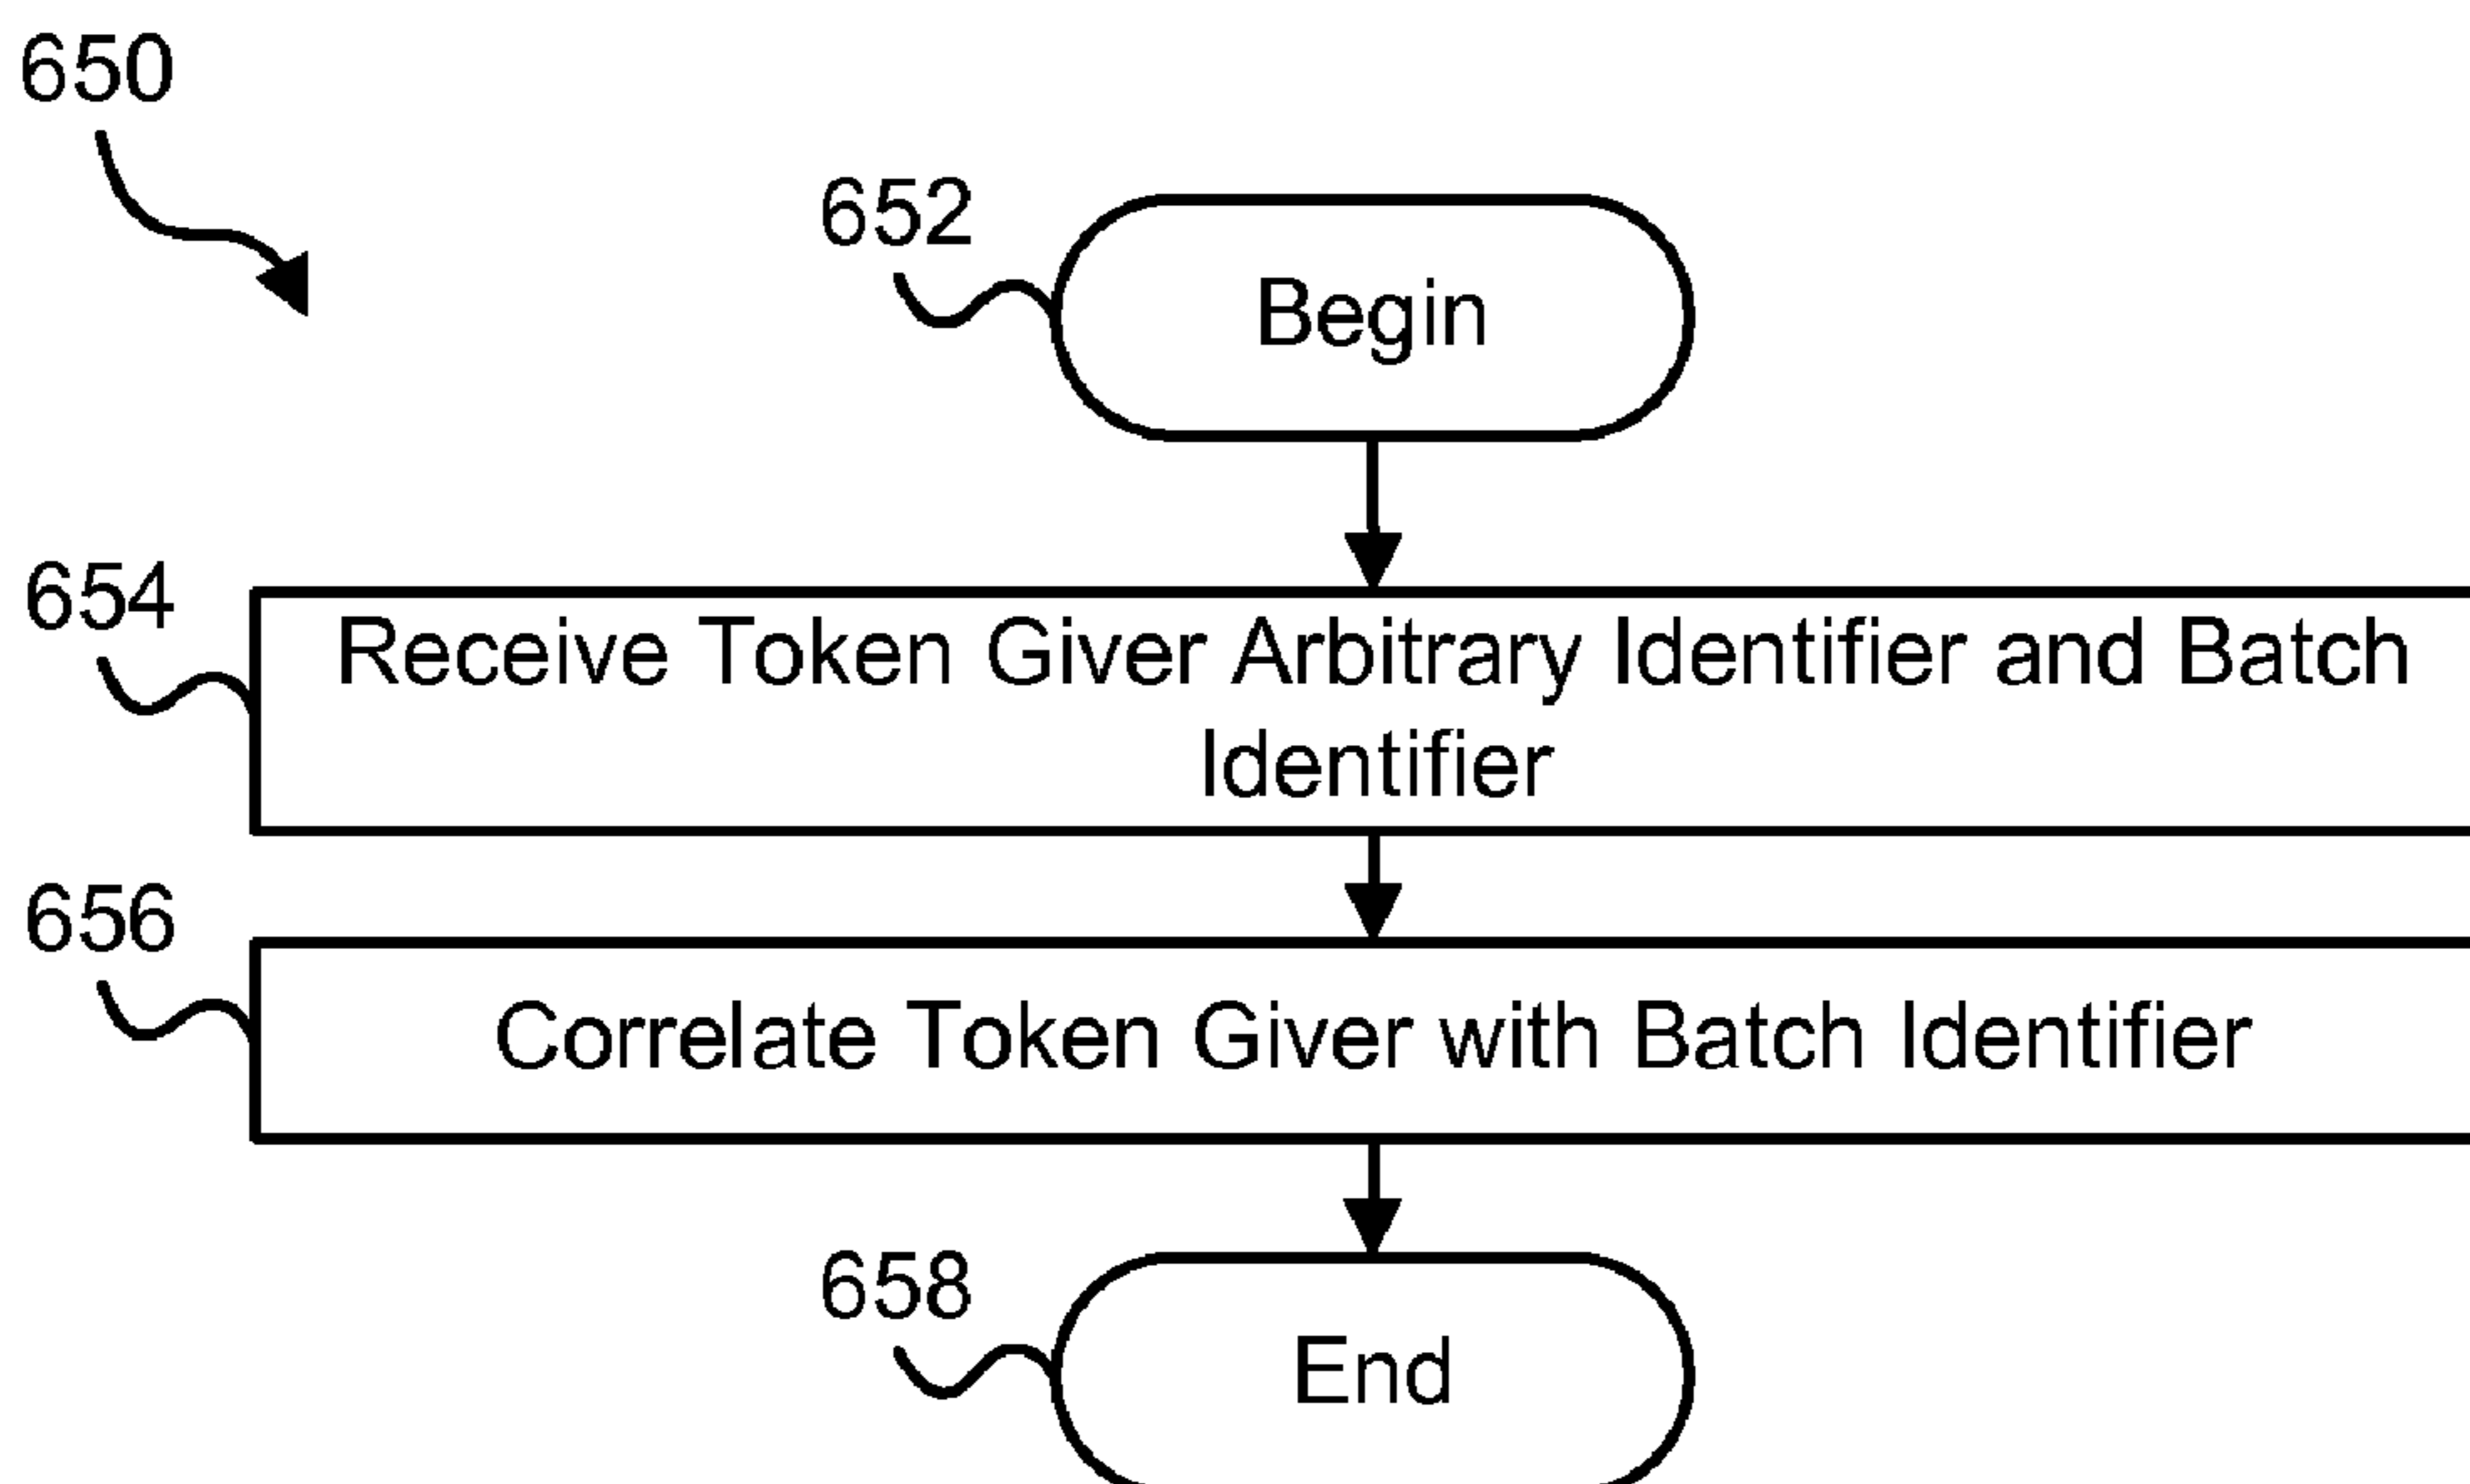 650
652
Begin
654
Receive Token Giver Arbitrary Identifier and Batch
Identifier
656
Correlate Token Giver with Batch Identifier
658
End